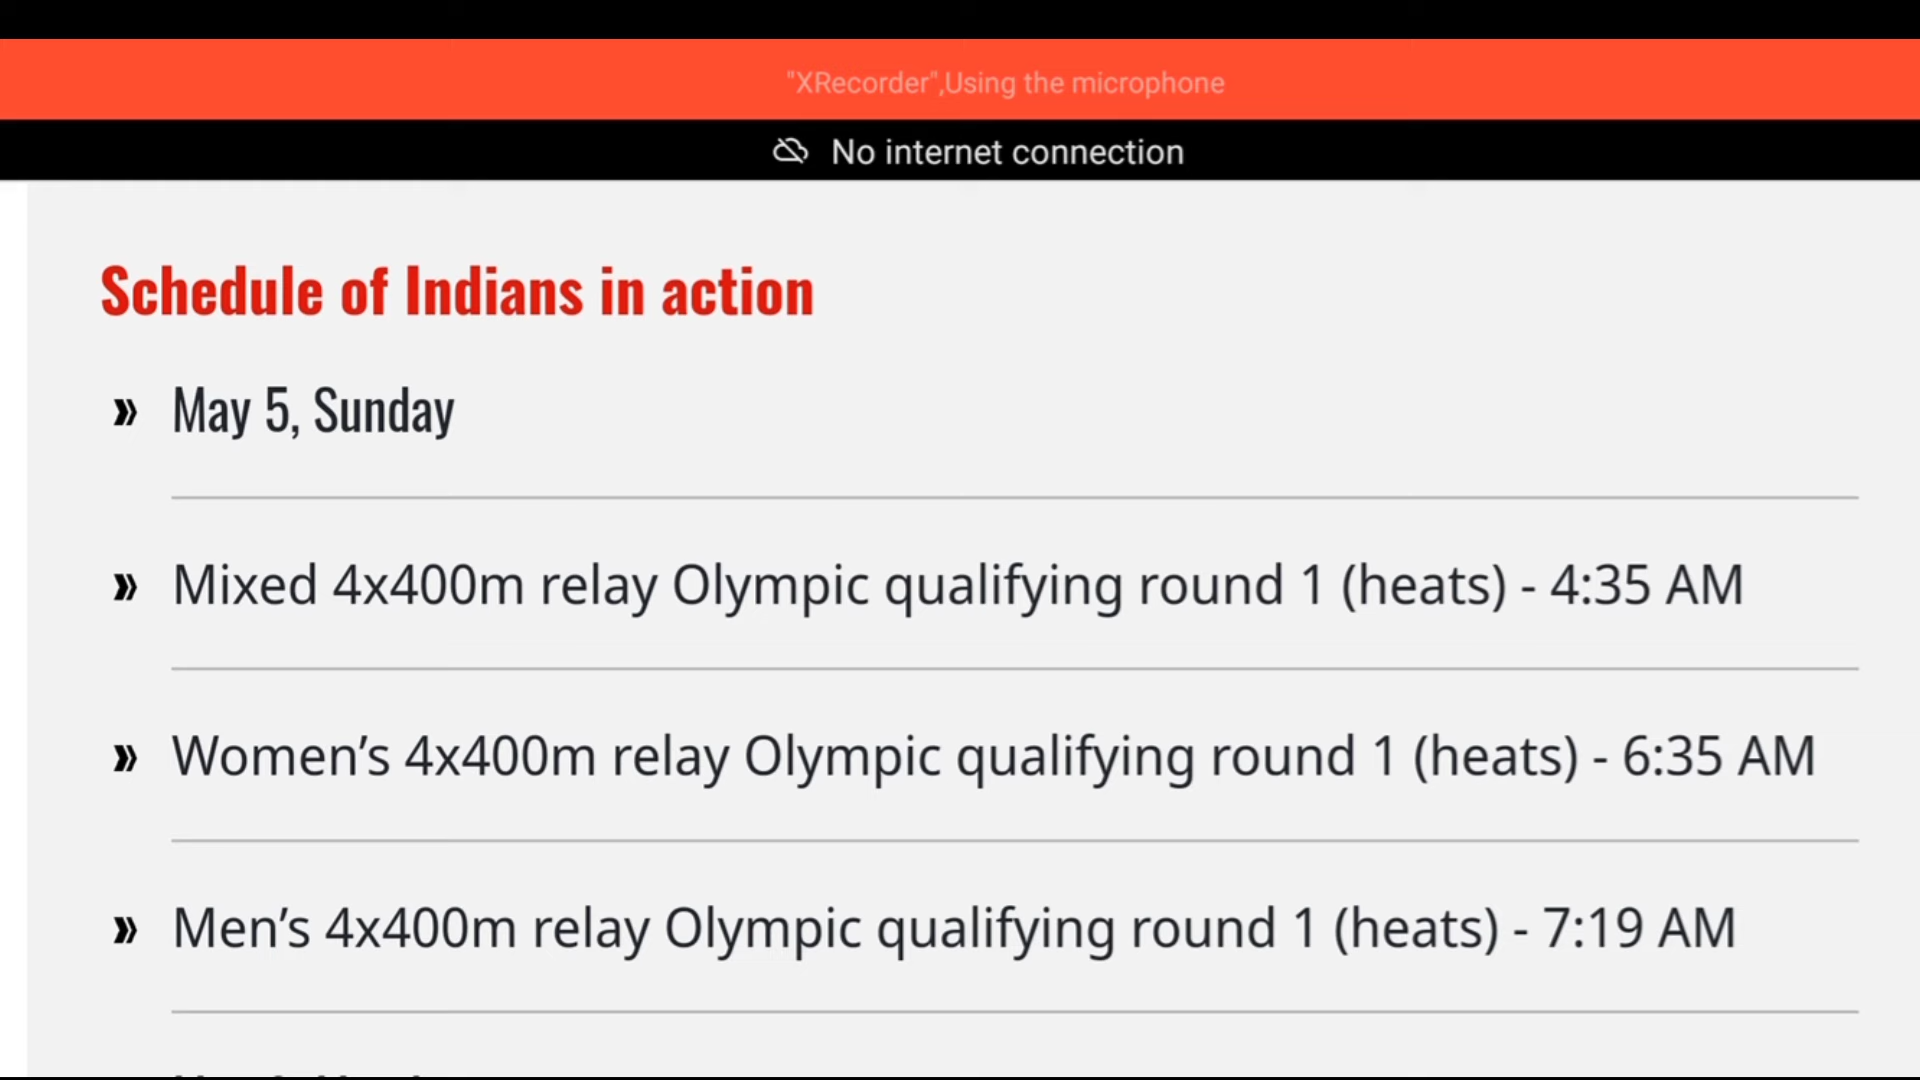 "XRecorder",Using the microphone
No internet connection
Schedule of Indians in action
» May 5, Sunday
» Mixed 4x400m relay Olympic qualifying round 1 (heats) - 4:35 AM
» Women’s 4x400m relay Olympic qualifying round 1 (heats) - 6:35 AM
» Men’s 4x400m relay Olympic qualifying round 1 (heats) - 7:19 AM